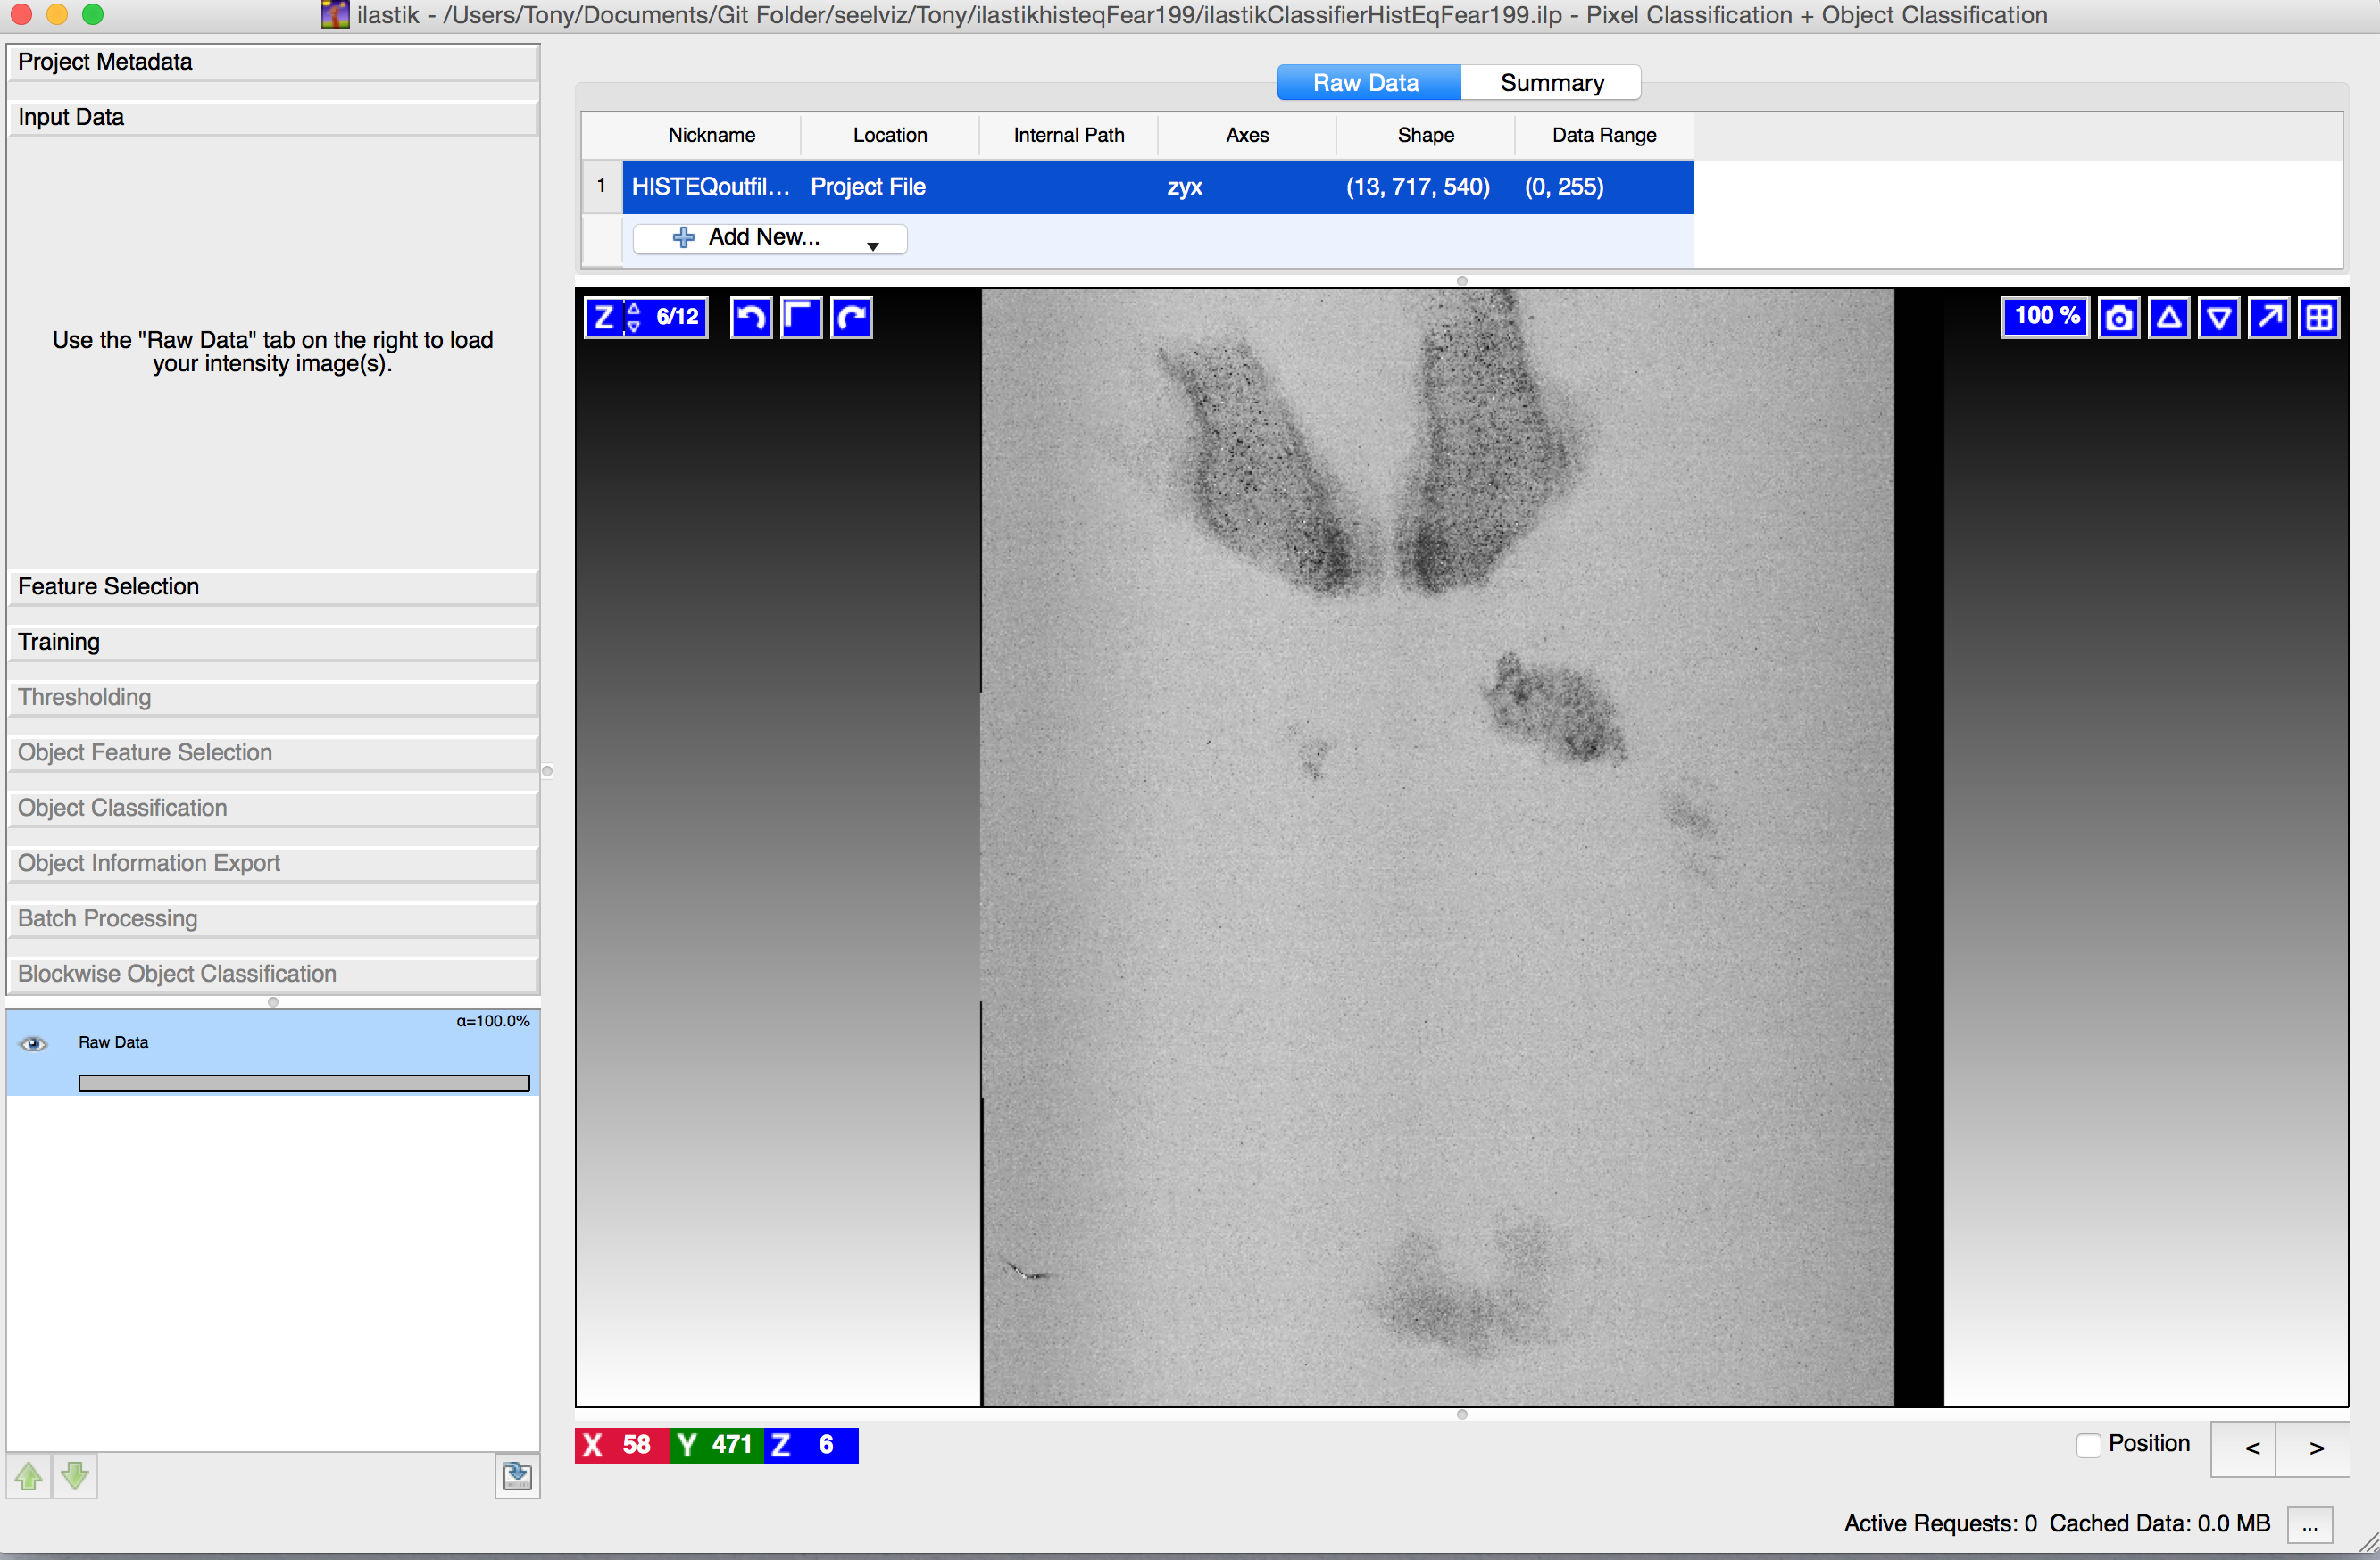 ilastik - /Users/Tony/Documents/Git Folder/seelviz/Tony/ilastikhisteqFear199/ilastikClassifierHistEqFear199.ilp - Pixel Classification + Object Classification
Project Metadata
Input Data
Use the "Raw Data" tab on the right to load
your intensity image(s).
Feature Selection
Training
Thresholding
Object Feature Selection
Object Classification
Object Information Export
Batch Processing
Blockwise Object Classification
α=100.0%
Raw Data
Raw Data Summary
Nickname Location Internal Path Axes Shape Data Range
1 HISTEQoutfil... Project File zyx (13, 717, 540) (0, 255)
Add New...
Z 6/12
100 %
X 58 Y 471 Z 6
Position < >
Active Requests: 0 Cached Data: 0.0 MB ...